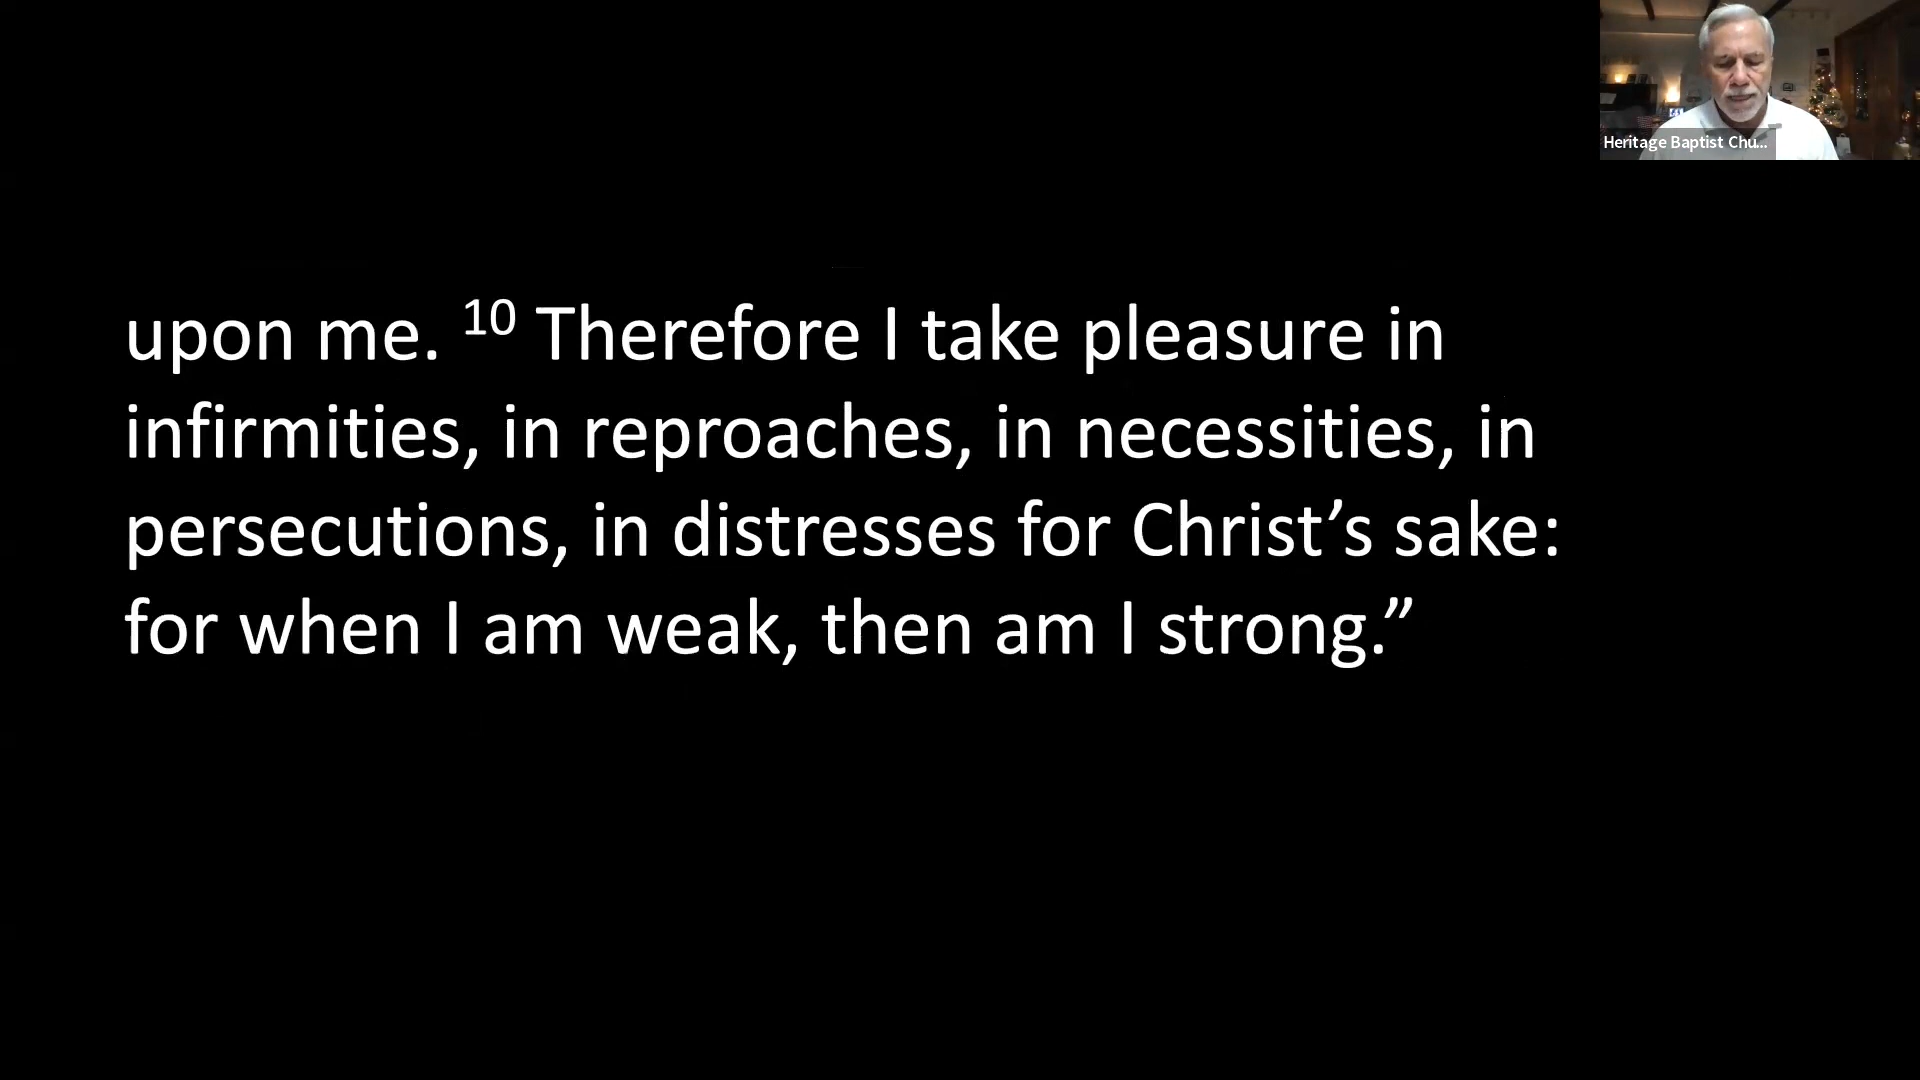 Heritage Baptist Chu...
upon me. 10 Therefore I take pleasure in
infirmities, in reproaches, in necessities, in
persecutions, in distresses for Christ’s sake:
for when I am weak, then am I strong.”